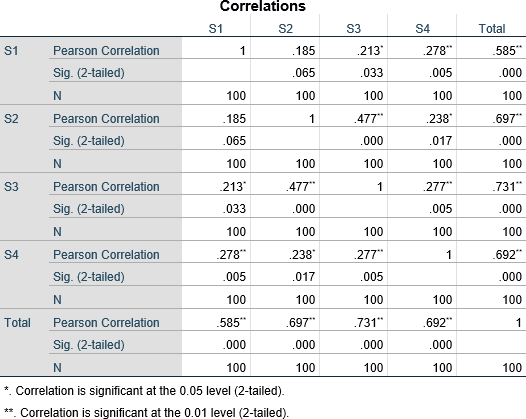 Correlations
S1 S2 S3 S4 Total
S1 Pearson Correlation 1 .185 .213* .278** .585**
Sig. (2-tailed) .065 .033 .005 .000
N 100 100 100 100 100
S2 Pearson Correlation .185 1 .477** .238* .697**
Sig. (2-tailed) .065 .000 .017 .000
N 100 100 100 100 100
S3 Pearson Correlation .213* .477** 1 .277** .731**
Sig. (2-tailed) .033 .000 .005 .000
N 100 100 100 100 100
S4 Pearson Correlation .278** .238* .277** 1 .692**
Sig. (2-tailed) .005 .017 .005 .000
N 100 100 100 100 100
Total Pearson Correlation .585** .697** .731** .692** 1
Sig. (2-tailed) .000 .000 .000 .000
N 100 100 100 100 100
*. Correlation is significant at the 0.05 level (2-tailed).
**. Correlation is significant at the 0.01 level (2-tailed).